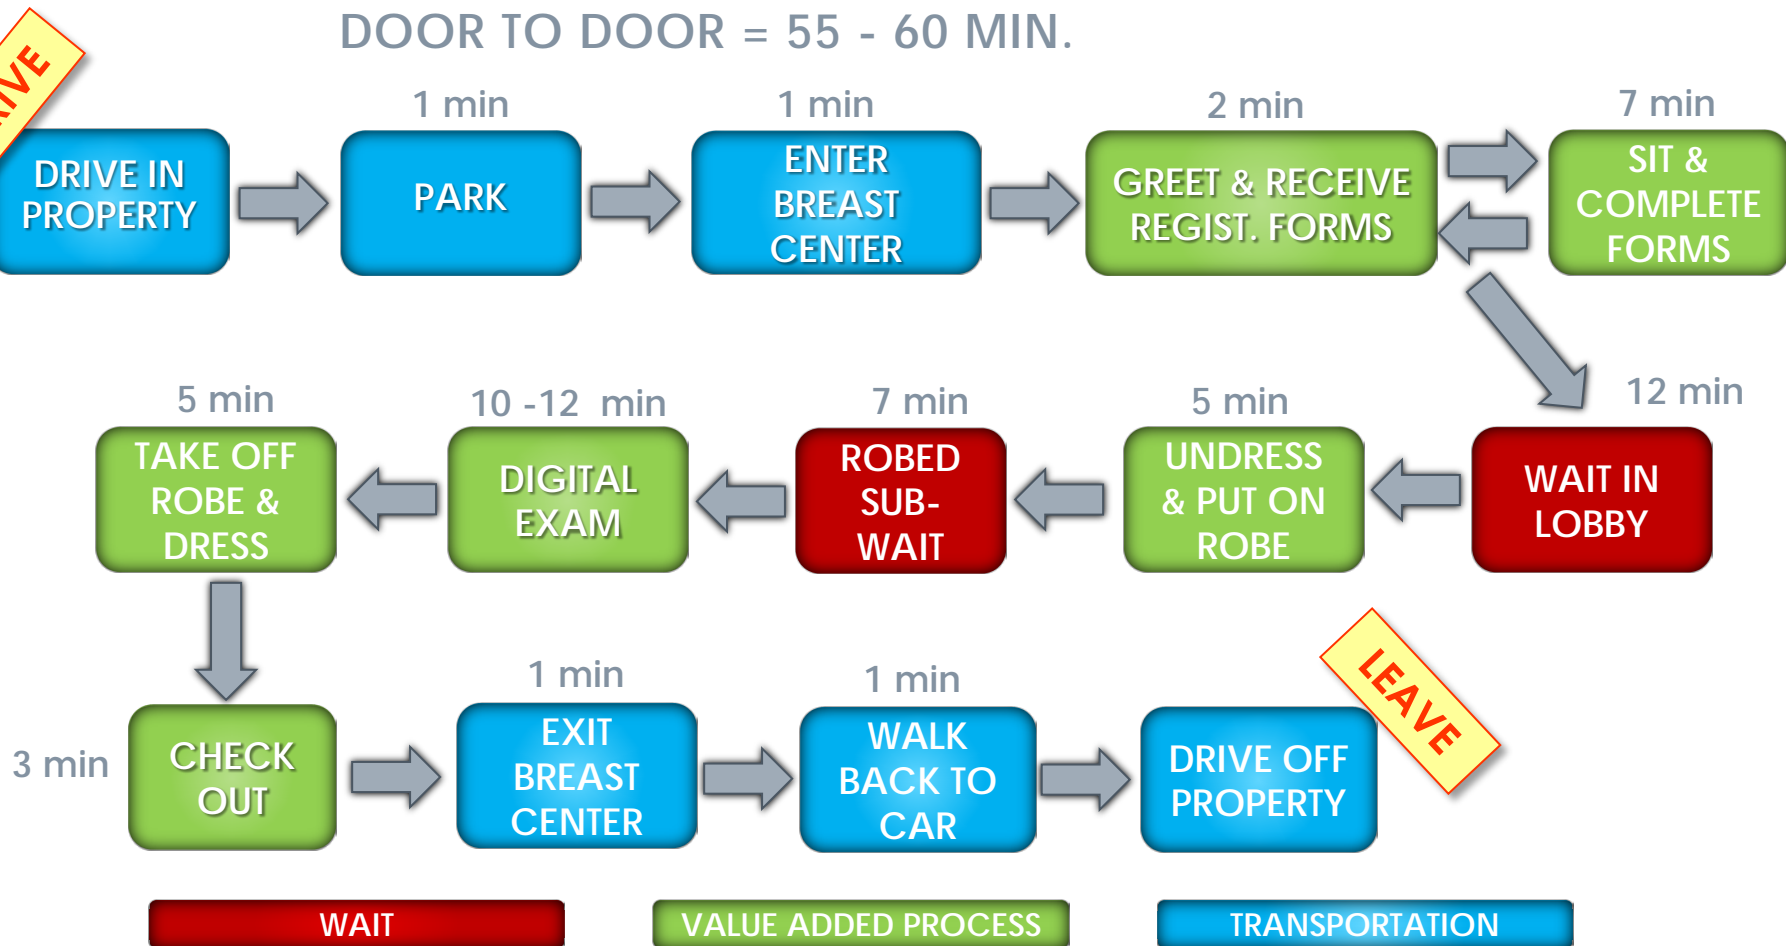 DOOR TO DOOR = 55 - 60 MIN.
1 min
1 min
2 min
7 min
DRIVE IN
PROPERTY
PARK
ENTER
BREAST
CENTER
GREET & RECEIVE
REGIST. FORMS
SIT &
COMPLETE
FORMS
5 min
10 -12 min
7 min
5 min
12 min
TAKE OFF
ROBE &
DRESS
DIGITAL
EXAM
ROBED
SUB-
WAIT
UNDRESS
& PUT ON
ROBE
WAIT IN
LOBBY
3 min
1 min
1 min
CHECK
OUT
EXIT
BREAST
CENTER
WALK
BACK TO
CAR
DRIVE OFF
PROPERTY
LEAVE
WAIT
VALUE ADDED PROCESS
TRANSPORTATION